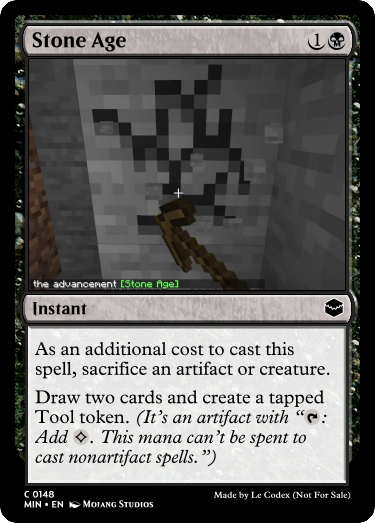 Stone Age 1
the advancement [Stone Age]
Instant
As an additional cost to cast this
spell, sacrifice an artifact or creature.
Draw two cards and create a tapped
Tool token. (It's an artifact with “:
Add . This mana can't be spent to
cast nonartifact spells.”)
C 0148
MIN • EN Mojang Studios
Made by Le Codex (Not For Sale)